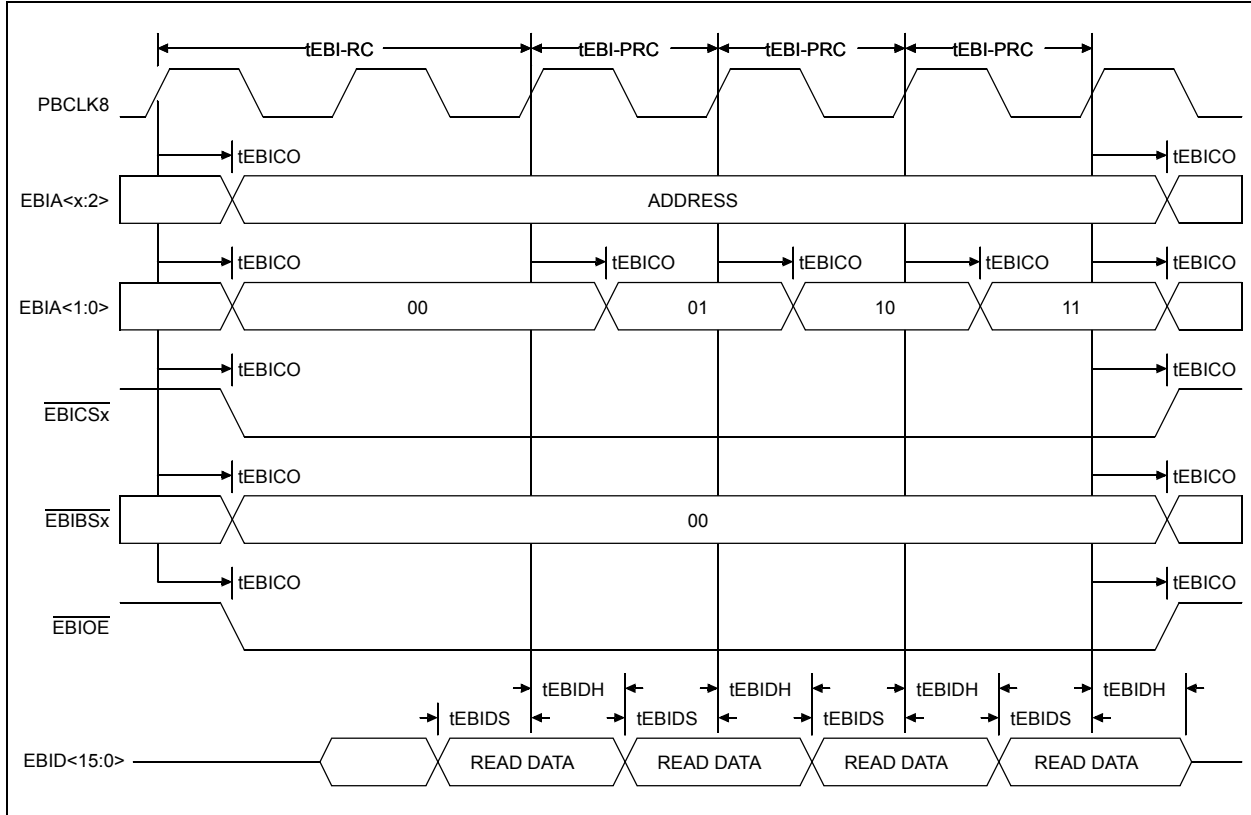 tEBI-RC tEBI-PRC tEBI-PRC tEBI-PRC
PBCLK8
tEBICO tEBICO
EBIA<x:2> ADDRESS
tEBICO tEBICO tEBICO tEBICO tEBICO
EBIA<1:0> 00 01 10 11
tEBICO tEBICO
EBICSx
tEBICO tEBICO
EBIBSx 00
tEBICO tEBICO
EBIOE
tEBIDH tEBIDH tEBIDH tEBIDH
tEBIDS tEBIDS tEBIDS tEBIDS
EBID<15:0> READ DATA READ DATA READ DATA READ DATA